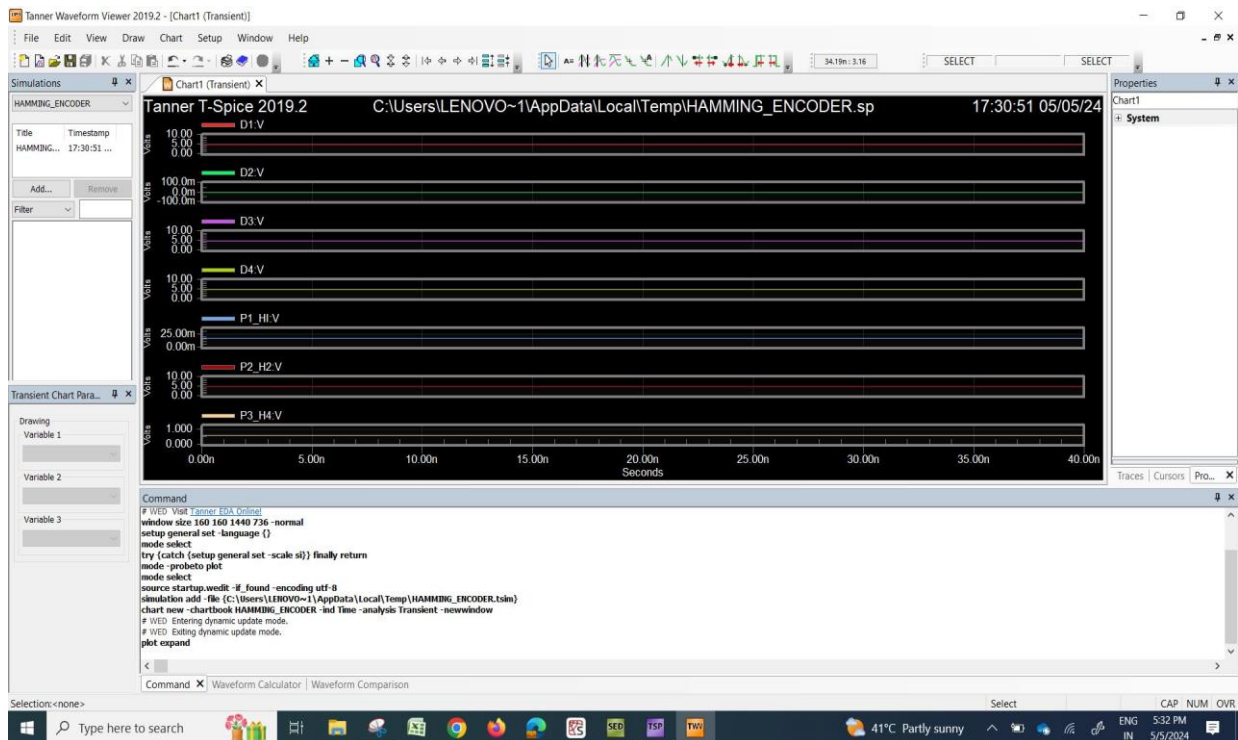 Tanner Waveform Viewer 2019.2 - [Chart1 (Transient)]
File Edit View Draw Chart Setup Window Help
34.19n : 3.16 SELECT SELECT
Simulations
HAMMING_ENCODER
Title Timestamp
HAMMING... 17:30:51 ...
Add... Remove
Filter
Transient Chart Para...
Drawing
Variable 1
Variable 2
Variable 3
Chart1 (Transient)
Tanner T-Spice 2019.2 C:\Users\LENOVO~1\AppData\Local\Temp\HAMMING_ENCODER.sp 17:30:51 05/05/24
D1:V
Volts
10.00
5.00
0.00
D2:V
Volts
100.0m
0.0m
-100.0m
D3:V
Volts
10.00
5.00
0.00
D4:V
Volts
10.00
5.00
0.00
P1_HI:V
Volts
25.00m
0.00m
P2_H2:V
Volts
10.00
5.00
0.00
P3_H4:V
Volts
1.000
0.000
0.00n 5.00n 10.00n 15.00n 20.00n 25.00n 30.00n 35.00n 40.00n
Seconds
Properties
Chart1
System
Traces Cursors Pro...
Command
# WED Visit Tanner EDA Online!
window size 160 160 1440 736 -normal
setup general set -language {}
mode select
try {catch {setup general set -scale si}} finally return
mode -probeto plot
mode select
source startup.wedit -if_found -encoding utf-8
simulation add -file {C:\Users\LENOVO~1\AppData\Local\Temp\HAMMING_ENCODER.tsim}
chart new -chartbook HAMMING_ENCODER -ind Time -analysis Transient -newwindow
# WED Entering dynamic update mode.
# WED Exiting dynamic update mode.
plot expand
Command Waveform Calculator Waveform Comparison
Selection:<none> Select CAP NUM OVR
Type here to search
SED TSP TWV
41°C Partly sunny
ENG
IN
5:32 PM
5/5/2024